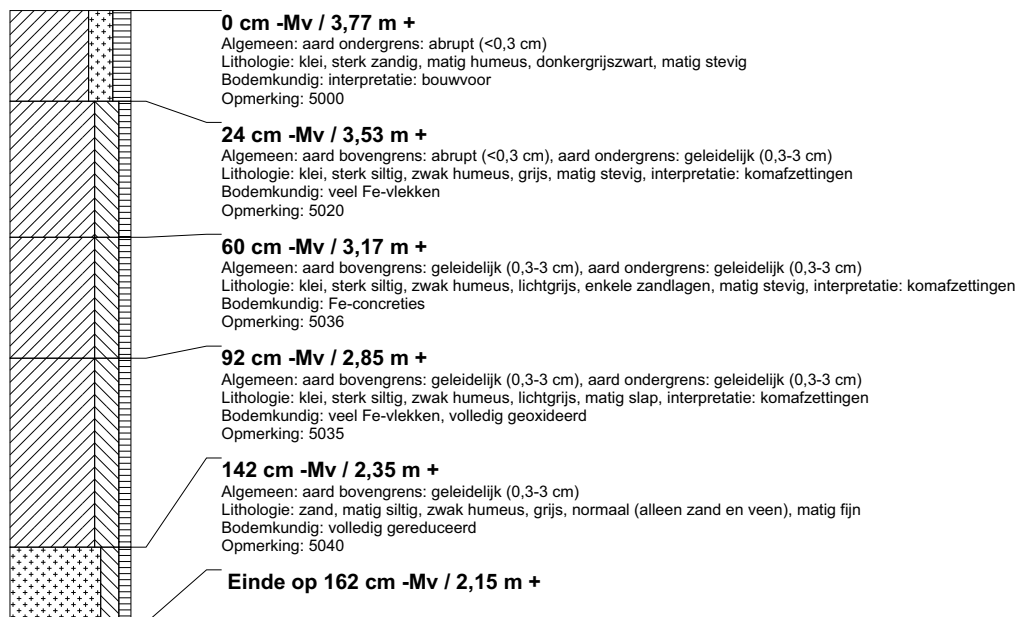 0 cm -Mv / 3,77 m +
Algemeen: aard ondergrens: abrupt (<0,3 cm)
Lithologie: klei, sterk zandig, matig humeus, donkergrijszwart, matig stevig
Bodemkundig: interpretatie: bouwvoor
Opmerking: 5000
24 cm -Mv / 3,53 m +
Algemeen: aard bovengrens: abrupt (<0,3 cm), aard ondergrens: geleidelijk (0,3-3 cm)
Lithologie: klei, sterk siltig, zwak humeus, grijs, matig stevig, interpretatie: komafzettingen
Bodemkundig: veel Fe-vlekken
Opmerking: 5020
60 cm -Mv / 3,17 m +
Algemeen: aard bovengrens: geleidelijk (0,3-3 cm), aard ondergrens: geleidelijk (0,3-3 cm)
Lithologie: klei, sterk siltig, zwak humeus, lichtgrijs, enkele zandlagen, matig stevig, interpretatie: komafzettingen
Bodemkundig: Fe-concreties
Opmerking: 5036
92 cm -Mv / 2,85 m +
Algemeen: aard bovengrens: geleidelijk (0,3-3 cm), aard ondergrens: geleidelijk (0,3-3 cm)
Lithologie: klei, sterk siltig, zwak humeus, lichtgrijs, matig slap, interpretatie: komafzettingen
Bodemkundig: veel Fe-vlekken, volledig geoxideerd
Opmerking: 5035
142 cm -Mv / 2,35 m +
Algemeen: aard bovengrens: geleidelijk (0,3-3 cm)
Lithologie: zand, matig siltig, zwak humeus, grijs, normaal (alleen zand en veen), matig fijn
Bodemkundig: volledig gereduceerd
Opmerking: 5040
Einde op 162 cm -Mv / 2,15 m +